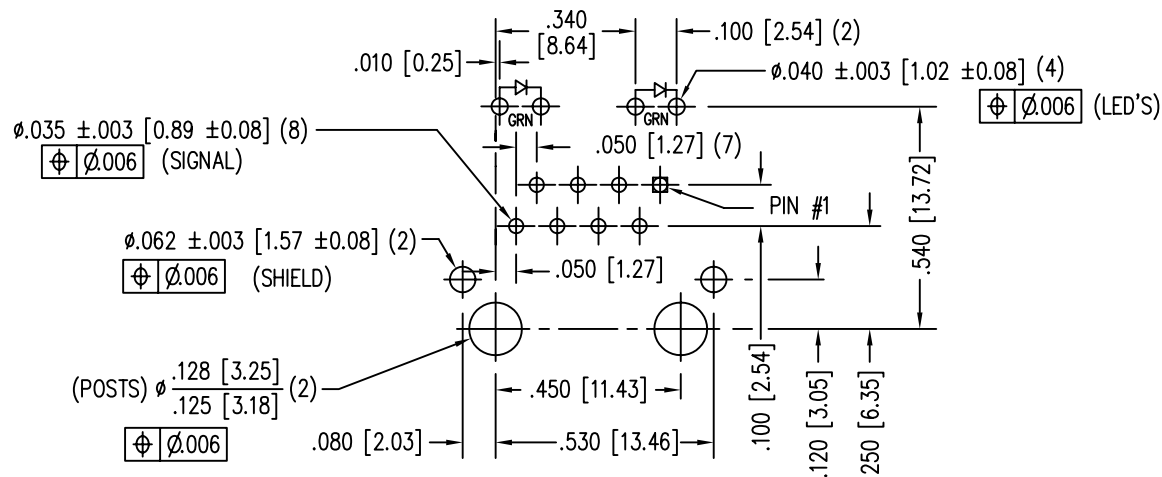 .340
[8.64]
.100 [2.54] (2)
.010 [0.25]
ø.040 ±.003 [1.02 ±0.08] (4)
⌖ Ø.006 (LED'S)
GRN
GRN
ø.035 ±.003 [0.89 ±0.08] (8)
⌖ Ø.006 (SIGNAL)
.050 [1.27] (7)
PIN #1
.540 [13.72]
ø.062 ±.003 [1.57 ±0.08] (2)
⌖ Ø.006 (SHIELD)
.050 [1.27]
(POSTS) ø .128 [3.25] (2)
.125 [3.18]
⌖ Ø.006
.450 [11.43]
.080 [2.03]
.530 [13.46]
.100 [2.54]
.120 [3.05]
250 [6.35]